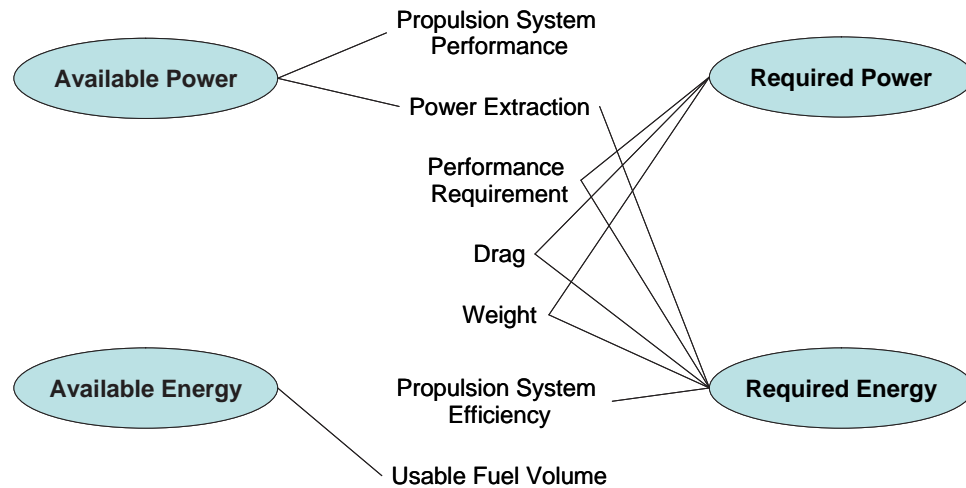 Propulsion System
Performance
Available Power
Required Power
Power Extraction
Performance
Requirement
Drag
Weight
Available Energy
Propulsion System
Efficiency
Required Energy
Usable Fuel Volume